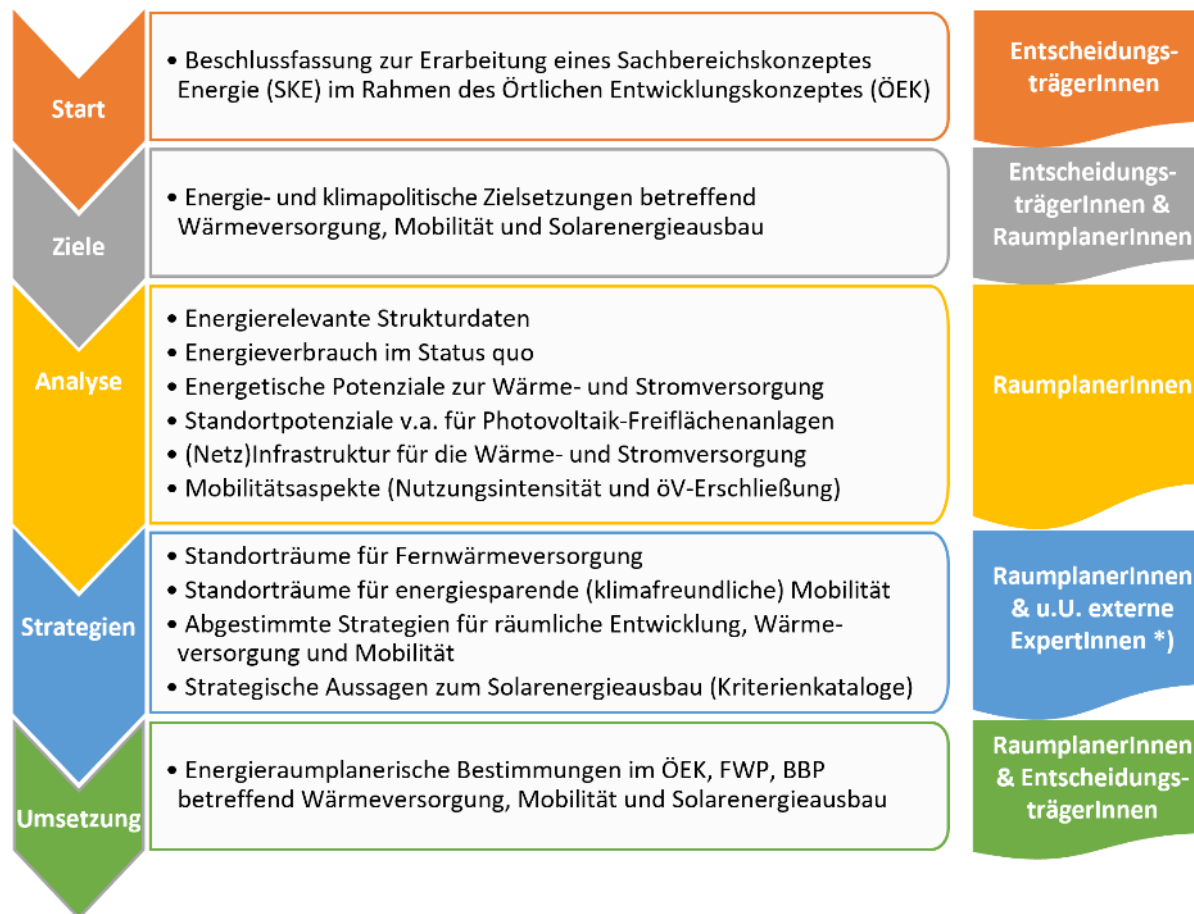 Start
• Beschlussfassung zur Erarbeitung eines Sachbereichskonzeptes
Energie (SKE) im Rahmen des Örtlichen Entwicklungskonzeptes (ÖEK)
Entscheidungs-
trägerInnen
Ziele
• Energie- und klimapolitische Zielsetzungen betreffend
Wärmeversorgung, Mobilität und Solarenergieausbau
Entscheidungs-
trägerInnen &
RaumplanerInnen
Analyse
• Energierelevante Strukturdaten
• Energieverbrauch im Status quo
• Energetische Potenziale zur Wärme- und Stromversorgung
• Standortpotenziale v.a. für Photovoltaik-Freiflächenanlagen
• (Netz)Infrastruktur für die Wärme- und Stromversorgung
• Mobilitätsaspekte (Nutzungsintensität und öV-Erschließung)
RaumplanerInnen
Strategien
• Standorträume für Fernwärmeversorgung
• Standorträume für energiesparende (klimafreundliche) Mobilität
• Abgestimmte Strategien für räumliche Entwicklung, Wärme-
versorgung und Mobilität
• Strategische Aussagen zum Solarenergieausbau (Kriterienkataloge)
RaumplanerInnen
& u.U. externe
ExpertInnen *)
Umsetzung
• Energieraumplanerische Bestimmungen im ÖEK, FWP, BBP
betreffend Wärmeversorgung, Mobilität und Solarenergieausbau
RaumplanerInnen
& Entscheidungs-
trägerInnen